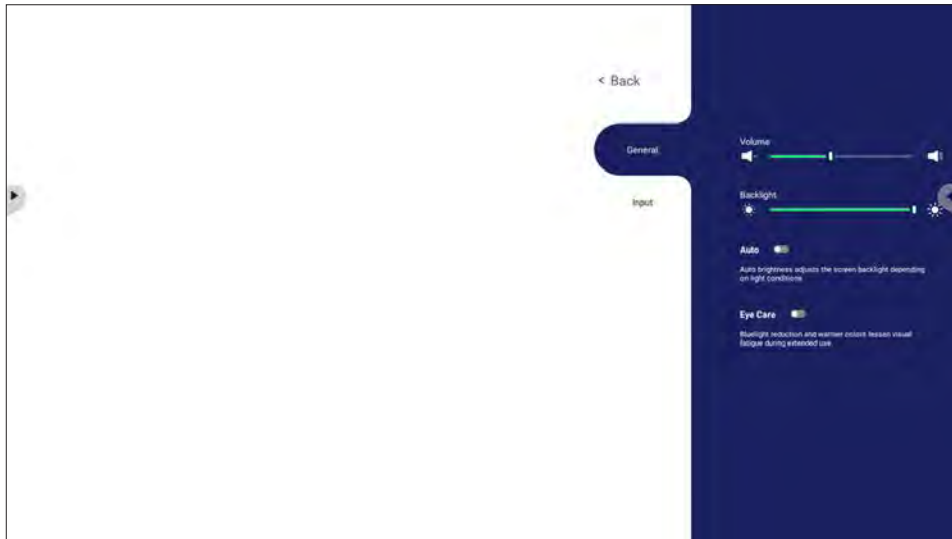 < Back
General
Input
Volume
Backlight
Auto
Auto brightness adjusts the screen backlight depending
on light conditions
Eye Care
Bluelight reduction and warmer colors lessen visual
fatigue during extended use